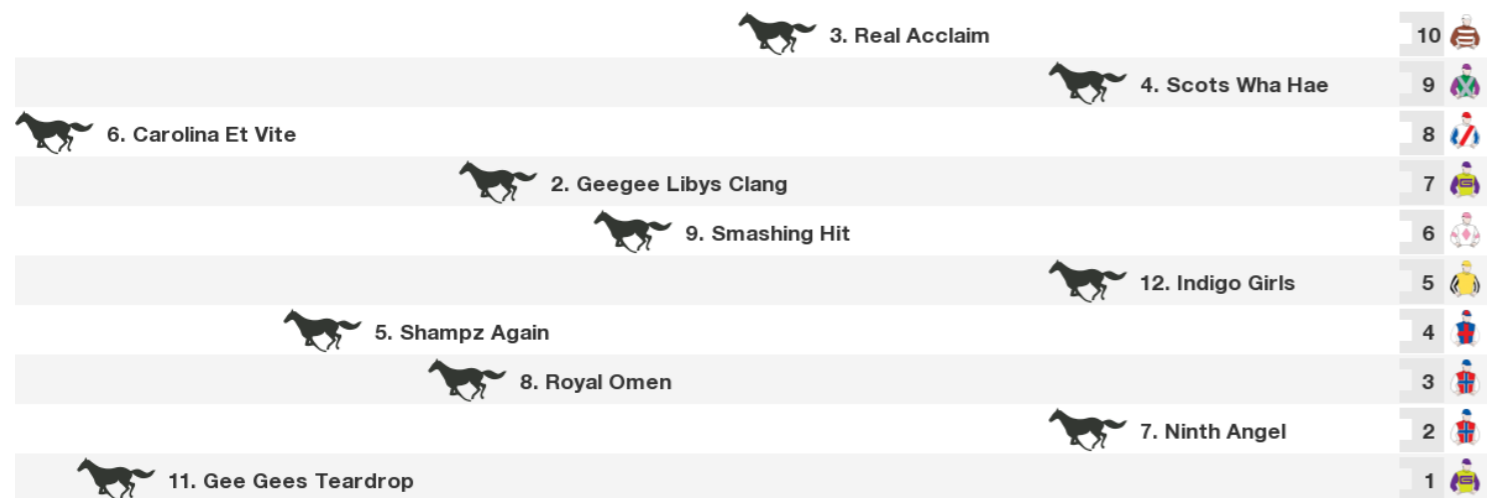 3. Real Acclaim 10
4. Scots Wha Hae 9
6. Carolina Et Vite 8
2. Geegee Libys Clang 7
9. Smashing Hit 6
12. Indigo Girls 5
5. Shampz Again 4
8. Royal Omen 3
7. Ninth Angel 2
11. Gee Gees Teardrop 1